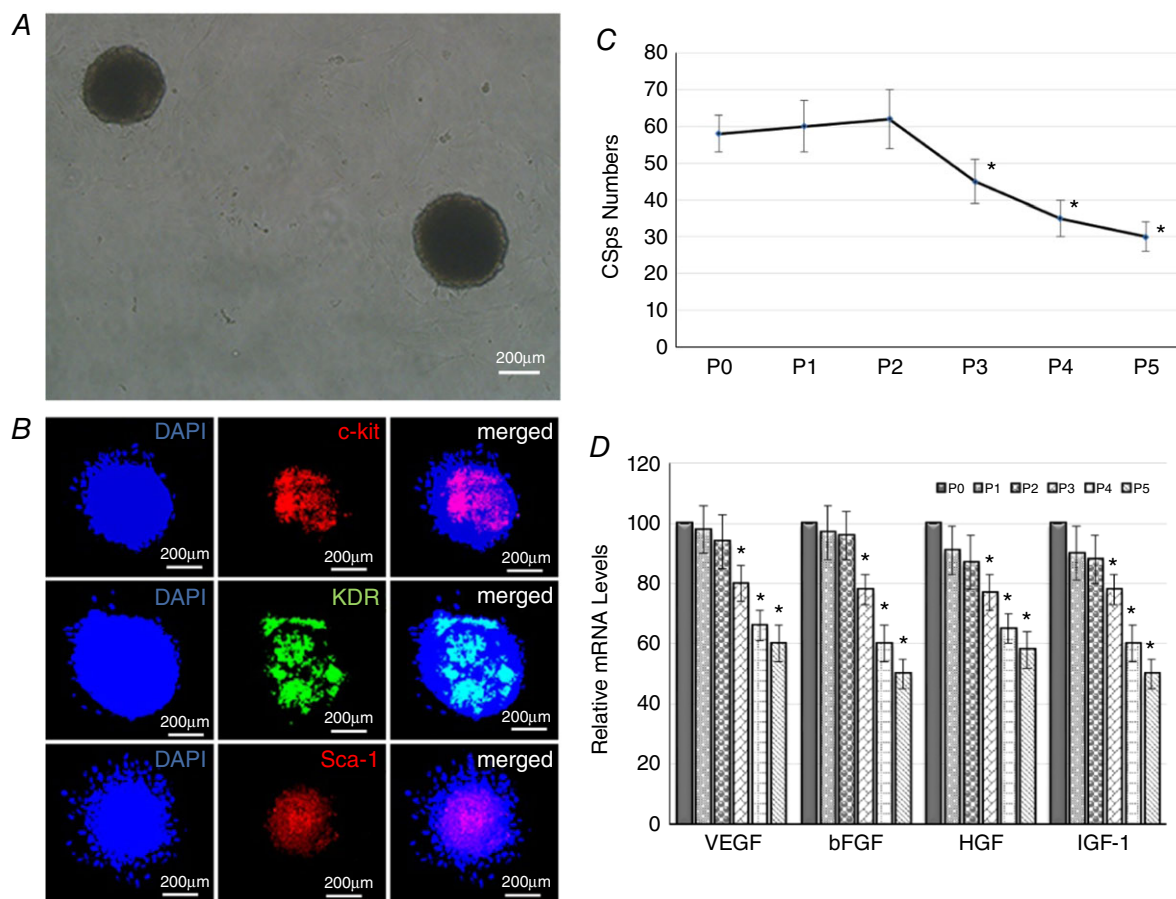 A
200μm
B
DAPI
c-kit
merged
200μm
200μm
200μm
DAPI
KDR
merged
200μm
200μm
200μm
DAPI
Sca-1
merged
200μm
200μm
200μm
C
80
70
60
50
40
30
20
10
0
CSps Numbers
*
*
*
P0 P1 P2 P3 P4 P5
D
120
100
80
60
40
20
0
Relative mRNA Levels
P0 P1 P2 P3 P4 P5
* * *
* * *
* * *
* * *
VEGF bFGF HGF IGF-1